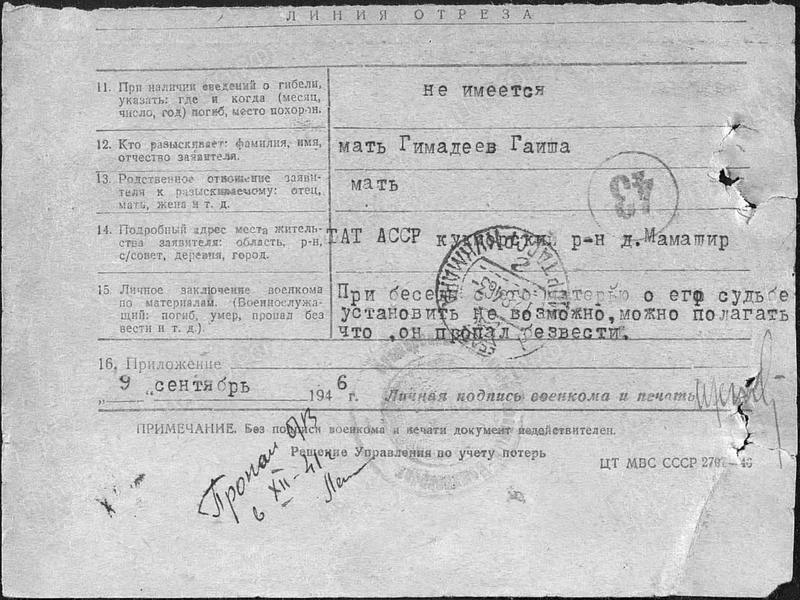 ЛИНИЯ ОТРЕЗА
11. При наличии сведений о гибели,
указать: где и когда (месяц,
число, год) погиб, место похорон.
не имеется
12. Кто разыскивает: фамилия, имя,
отчество заявителя.
мать Гимадеев Гаиша
13. Родственное отношение заяви-
теля к разыскиваемому: отец,
мать, жена и т. д.
мать
43
14. Подробный адрес места житель-
ства заявителя: область, р-н,
с/совет, деревня, город.
ТАТ АССР кукморский р-н д.Мамашир
15. Личное заключение военкома
по материалам. (Военнослужа-
щий: погиб, умер, пропал без
вести и т. д.).
При беседе с его матерью о его судьбе
установить не возможно,можно полагать
что ,он пропал безвести.
16. Приложение
„ 9 “ сентябрь 1946 г. Личная подпись военкома и печать
ПРИМЕЧАНИЕ. Без подписи военкома и печати документ недействителен.
Решение Управления по учету потерь
ЦТ МВС СССР 2707—46
Пропал б/в
в XII-41г